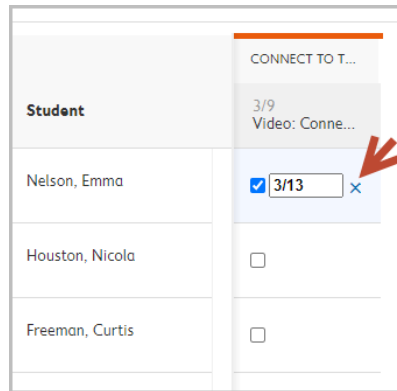 CONNECT TO T...
Student
3/9
Video: Conne...
Nelson, Emma
3/13
Houston, Nicola
Freeman, Curtis